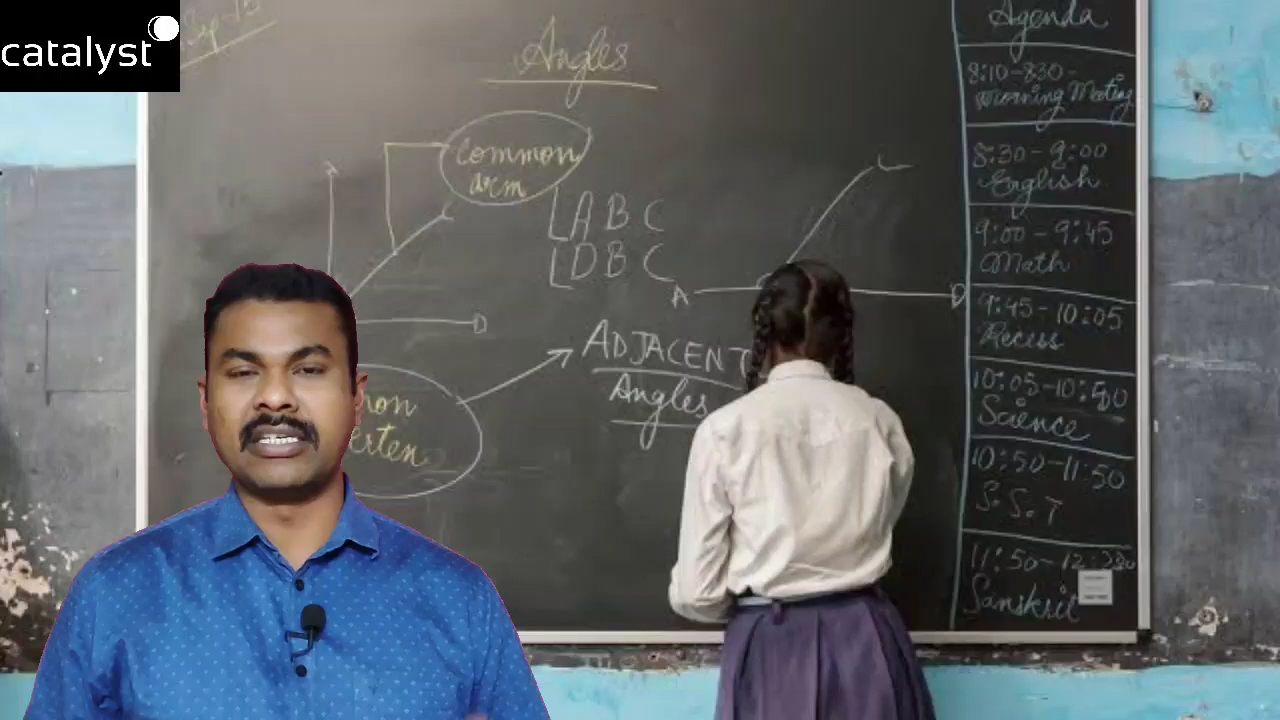 catalyst
Angles
common
arm
C
ABC
DBC
A
D
D
ADJACENT
Angles
Agenda
8:10-830-
Morning Meeting
8:30-9:00
English
9:00-9:45
Math
9:45-10:05
Recess
10:05-10:50
Science
10:50-11:50
S.S.T
Sanskrit